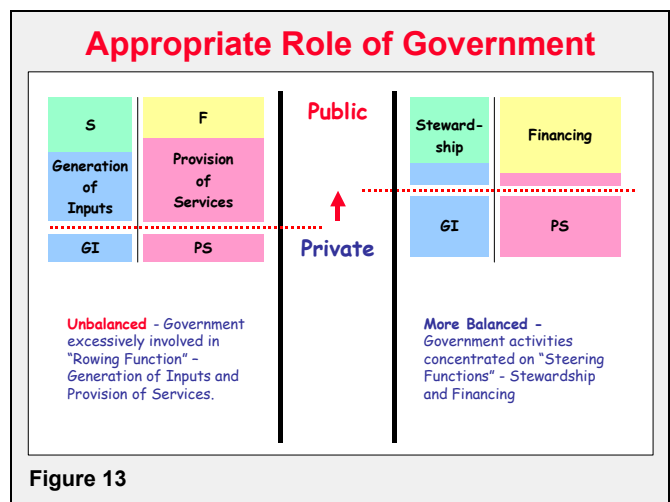 Appropriate Role of Government
S
F
Generation
of
Inputs
Provision
of
Services
GI
PS
Public
Private
Steward-
ship
Financing
GI
PS
Unbalanced - Government
excessively involved in
“Rowing Function” –
Generation of Inputs and
Provision of Services.
More Balanced –
Government activities
concentrated on “Steering
Functions” - Stewardship
and Financing
Figure 13